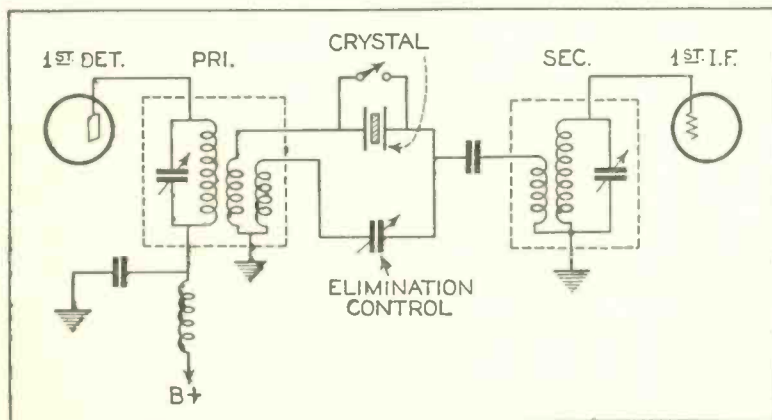 1ST. DET.
PRI.
CRYSTAL
SEC.
1ST. I.F.
ELIMINATION
CONTROL
B+